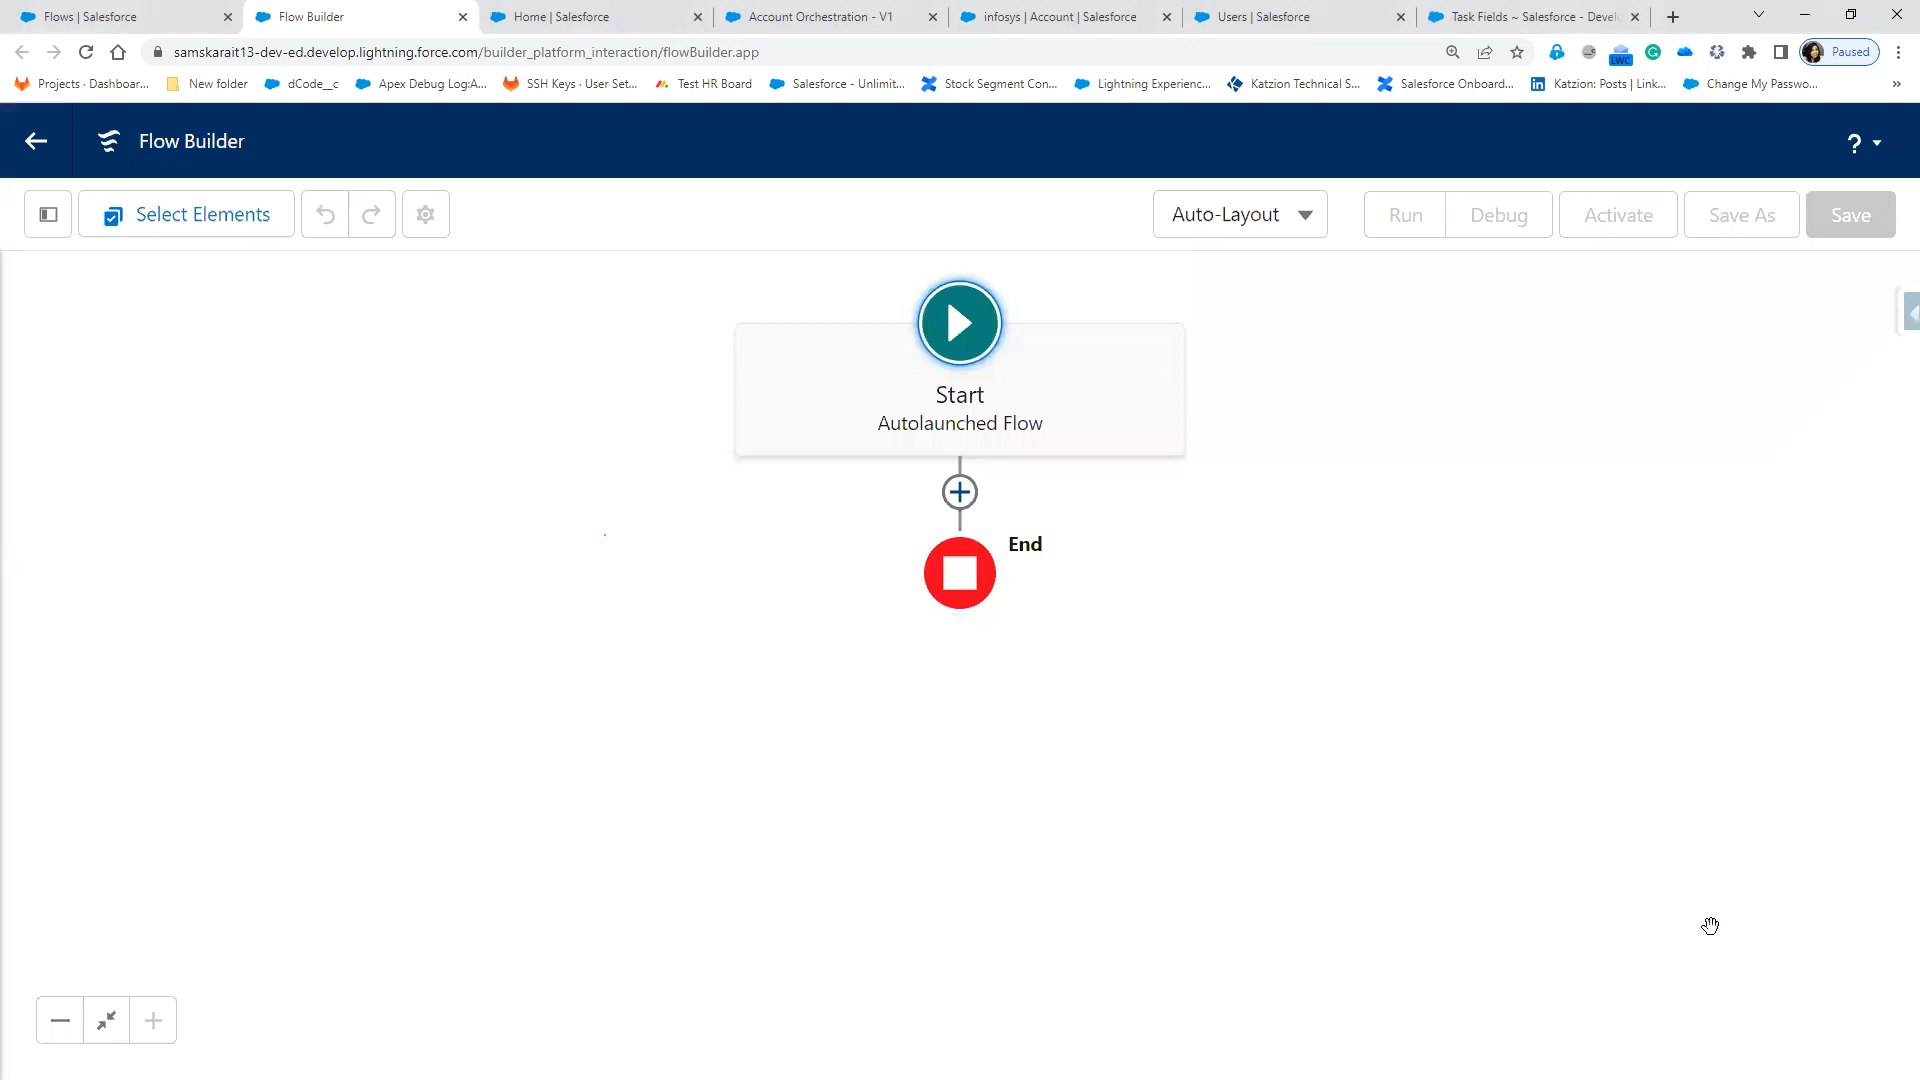 Flows | Salesforce
Flow Builder
Home | Salesforce
Account Orchestration - V1
infosys | Account | Salesforce
Users | Salesforce
Task Fields ~ Salesforce - Devel
samskarait13-dev-ed.develop.lightning.force.com/builder_platform_interaction/flowBuilder.app
LWC
Paused
Projects · Dashboar...
New folder
dCode__c
Apex Debug Log:A...
SSH Keys · User Set...
Test HR Board
Salesforce - Unlimit...
Stock Segment Con...
Lightning Experienc...
Katzion Technical S...
Salesforce Onboard...
Katzion: Posts | Link...
Change My Passwo...
»
Flow Builder
?
Select Elements
Auto-Layout
Run
Debug
Activate
Save As
Save
Start
Autolaunched Flow
End